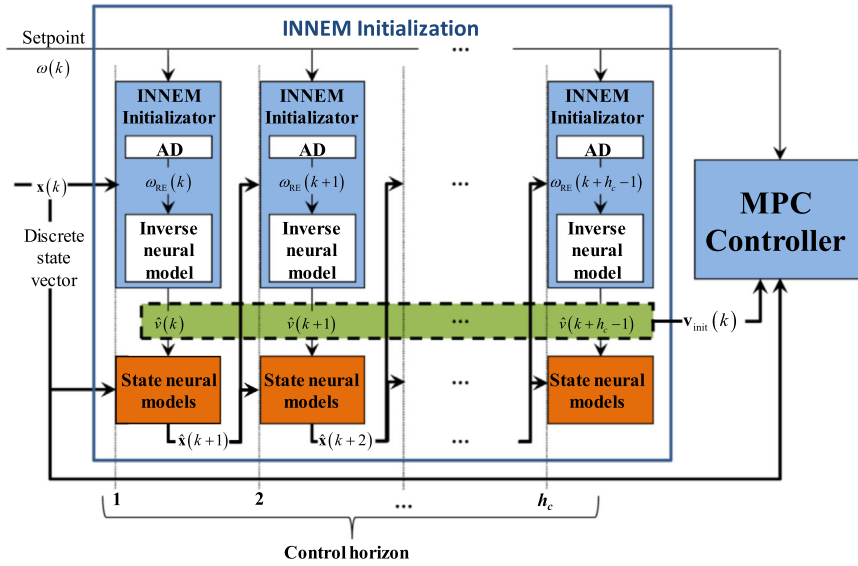 INNEM Initialization
Setpoint
ω(k)
...
INNEM
Initializator
AD
ω_RE(k)
Inverse
neural
model
INNEM
Initializator
AD
ω_RE(k+1)
Inverse
neural
model
...
INNEM
Initializator
AD
ω_RE(k+h_c−1)
Inverse
neural
model
x(k)
Discrete
state
vector
MPC
Controller
v̂(k)
v̂(k+1)
...
v̂(k+h_c−1)
v_init(k)
State neural
models
State neural
models
...
State neural
models
x̂(k+1)
x̂(k+2)
...
1
2
...
h_c
Control horizon